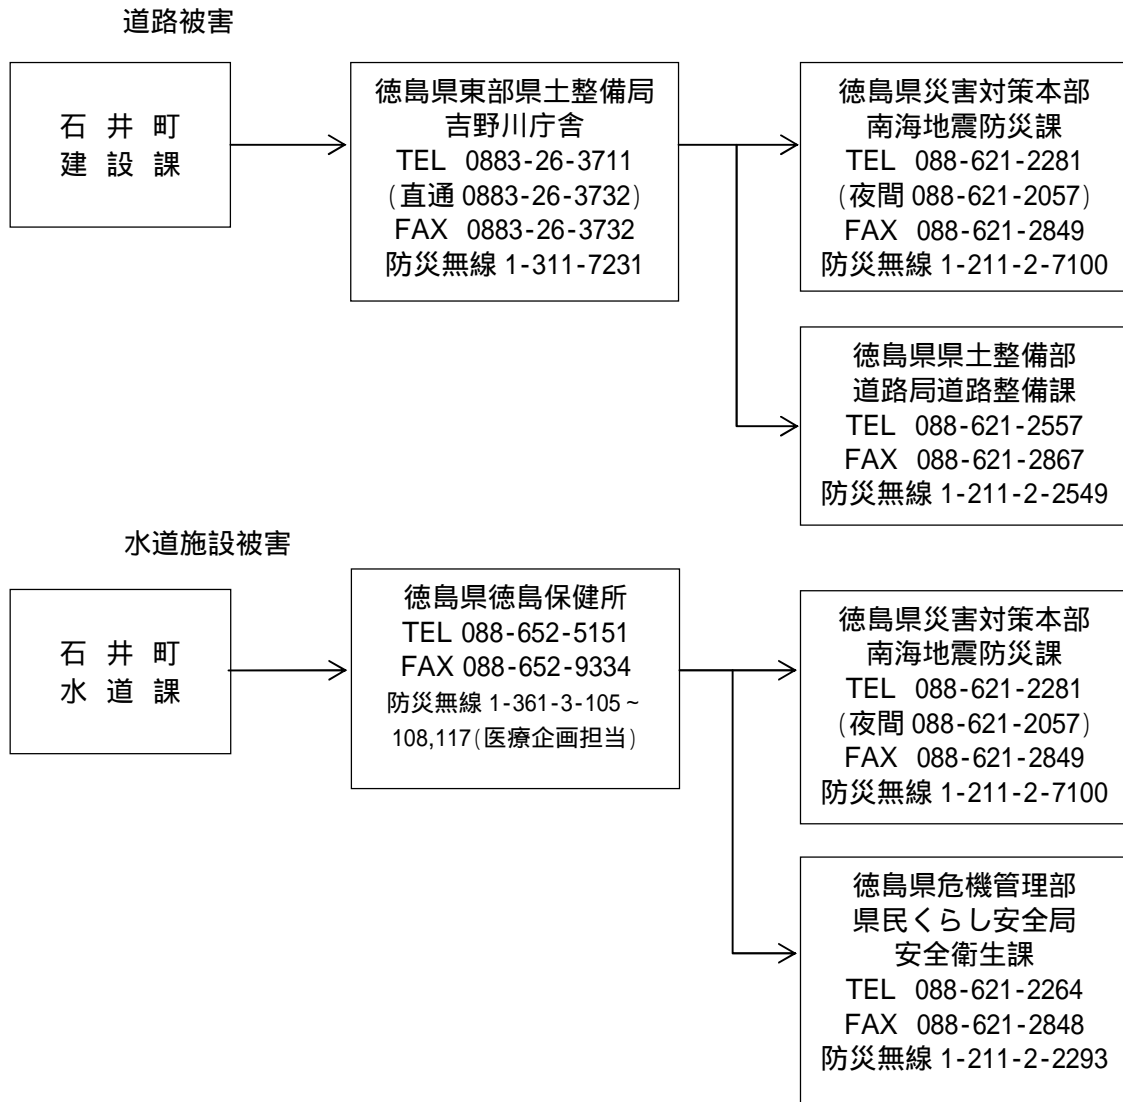 道路被害
石 井 町
建 設 課
徳島県東部県土整備局
吉野川庁舎
TEL 0883-26-3711
(直通 0883-26-3732)
FAX 0883-26-3732
防災無線 1-311-7231
徳島県災害対策本部
南海地震防災課
TEL 088-621-2281
(夜間 088-621-2057)
FAX 088-621-2849
防災無線 1-211-2-7100
徳島県県土整備部
道路局道路整備課
TEL 088-621-2557
FAX 088-621-2867
防災無線 1-211-2-2549
水道施設被害
石 井 町
水 道 課
徳島県徳島保健所
TEL 088-652-5151
FAX 088-652-9334
防災無線 1-361-3-105~
108,117(医療企画担当)
徳島県災害対策本部
南海地震防災課
TEL 088-621-2281
(夜間 088-621-2057)
FAX 088-621-2849
防災無線 1-211-2-7100
徳島県危機管理部
県民くらし安全局
安全衛生課
TEL 088-621-2264
FAX 088-621-2848
防災無線 1-211-2-2293